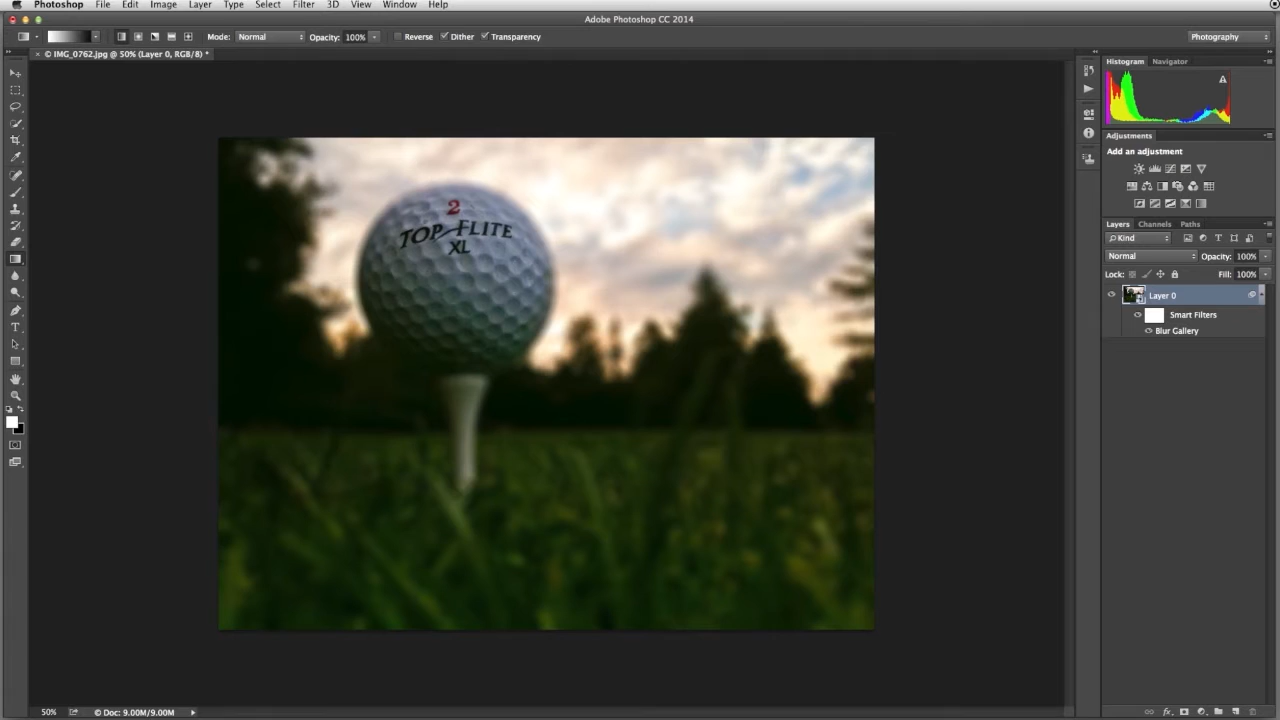 Photoshop File Edit Image Layer Type Select Filter 3D View Window Help
Adobe Photoshop CC 2014
Mode: Normal Opacity: 100% Reverse Dither Transparency Photography
× © IMG_0762.jpg @ 50% (Layer 0, RGB/8) *
Histogram Navigator
Adjustments
Add an adjustment
Layers Channels Paths
Kind
Normal Opacity: 100%
Lock: Fill: 100%
Layer 0
Smart Filters
Blur Gallery
2
TOP-FLITE
XL
50% © Doc: 9.00M/9.00M